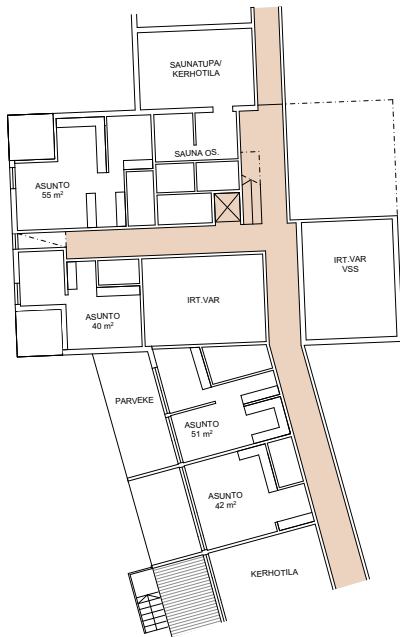 SAUNATUPA/
KERHOTILA
SAUNA OS.
ASUNTO
55 m²
IRT.VAR
VSS
IRT.VAR
ASUNTO
40 m²
PARVEKE
ASUNTO
51 m²
ASUNTO
42 m²
KERHOTILA